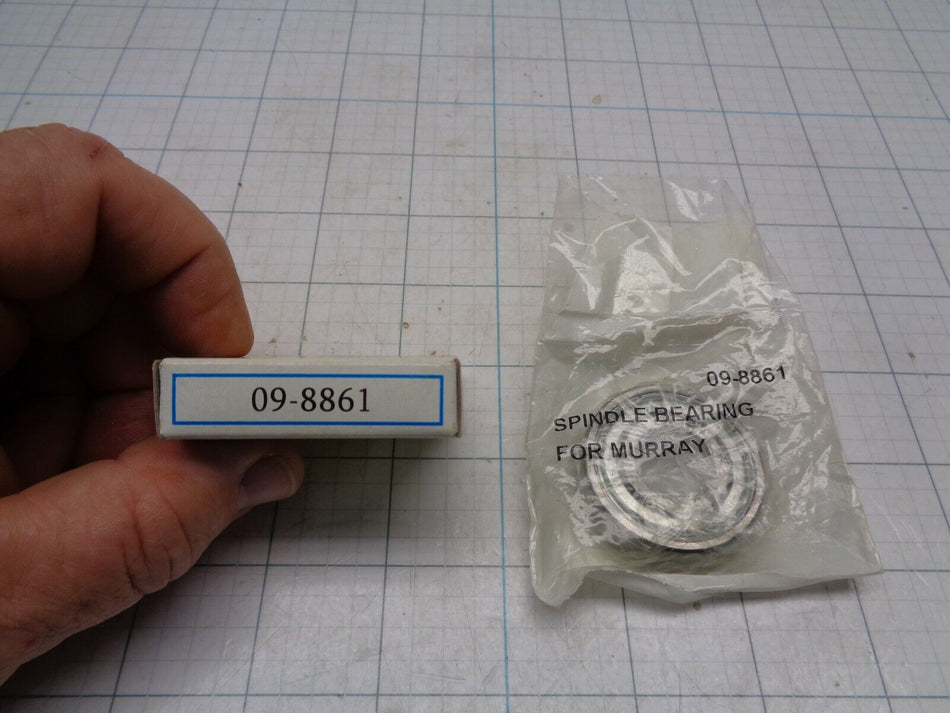 09-8861
09-8861
SPINDLE BEARING
FOR MURRAY